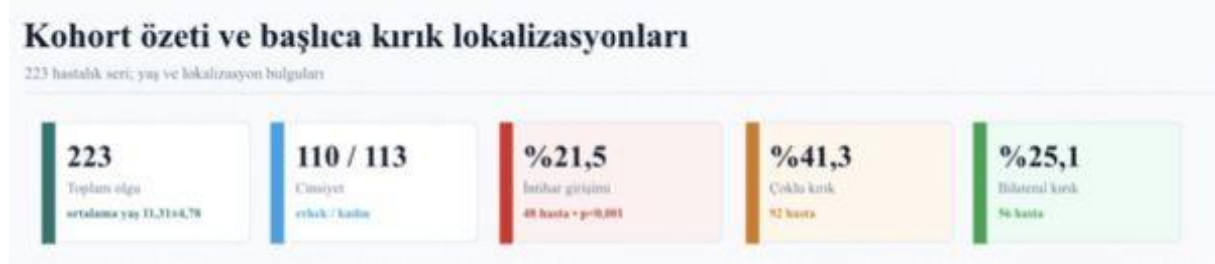 Kohort özeti ve başlıca kırık lokalizasyonları
223 hastalık seri; yaş ve lokalizasyon bulguları
223
Toplam olgu
ortalama yaş 11,31±4,78
110 / 113
Cinsiyet
erkek / kadın
%21,5
İntihar girişimi
48 hasta • p<0,001
%41,3
Çoklu kırık
92 hasta
%25,1
Bilateral kırık
56 hasta